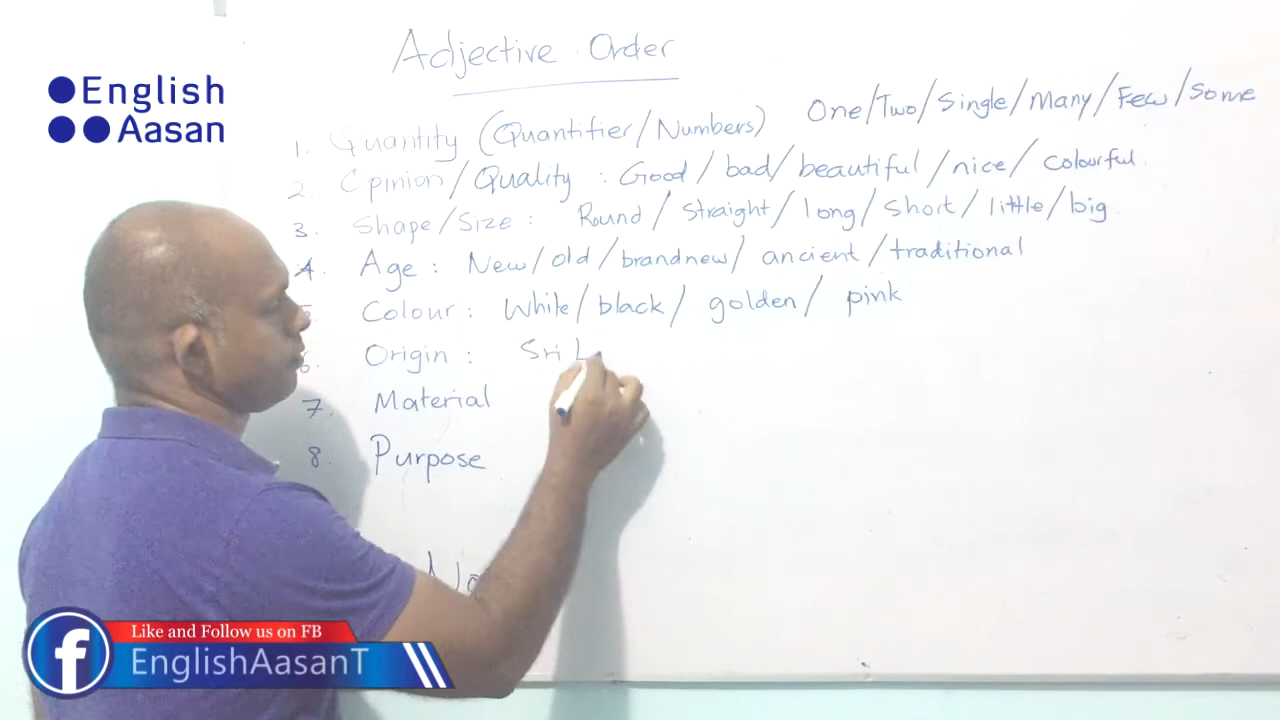 English
Aasan
Adjective Order
1. Quantity (Quantifier/Numbers) One/Two/Single/Many/Few/Some
2. Opinion/Quality : Good/bad/beautiful/nice/colourful.
3. Shape/Size : Round/straight/long/short/little/big
4. Age : New/old/brandnew/ancient/traditional
5. Colour : White/black/golden/pink
6. Origin : Sri L
7. Material
8. Purpose
No
Like and Follow us on FB
EnglishAasanT